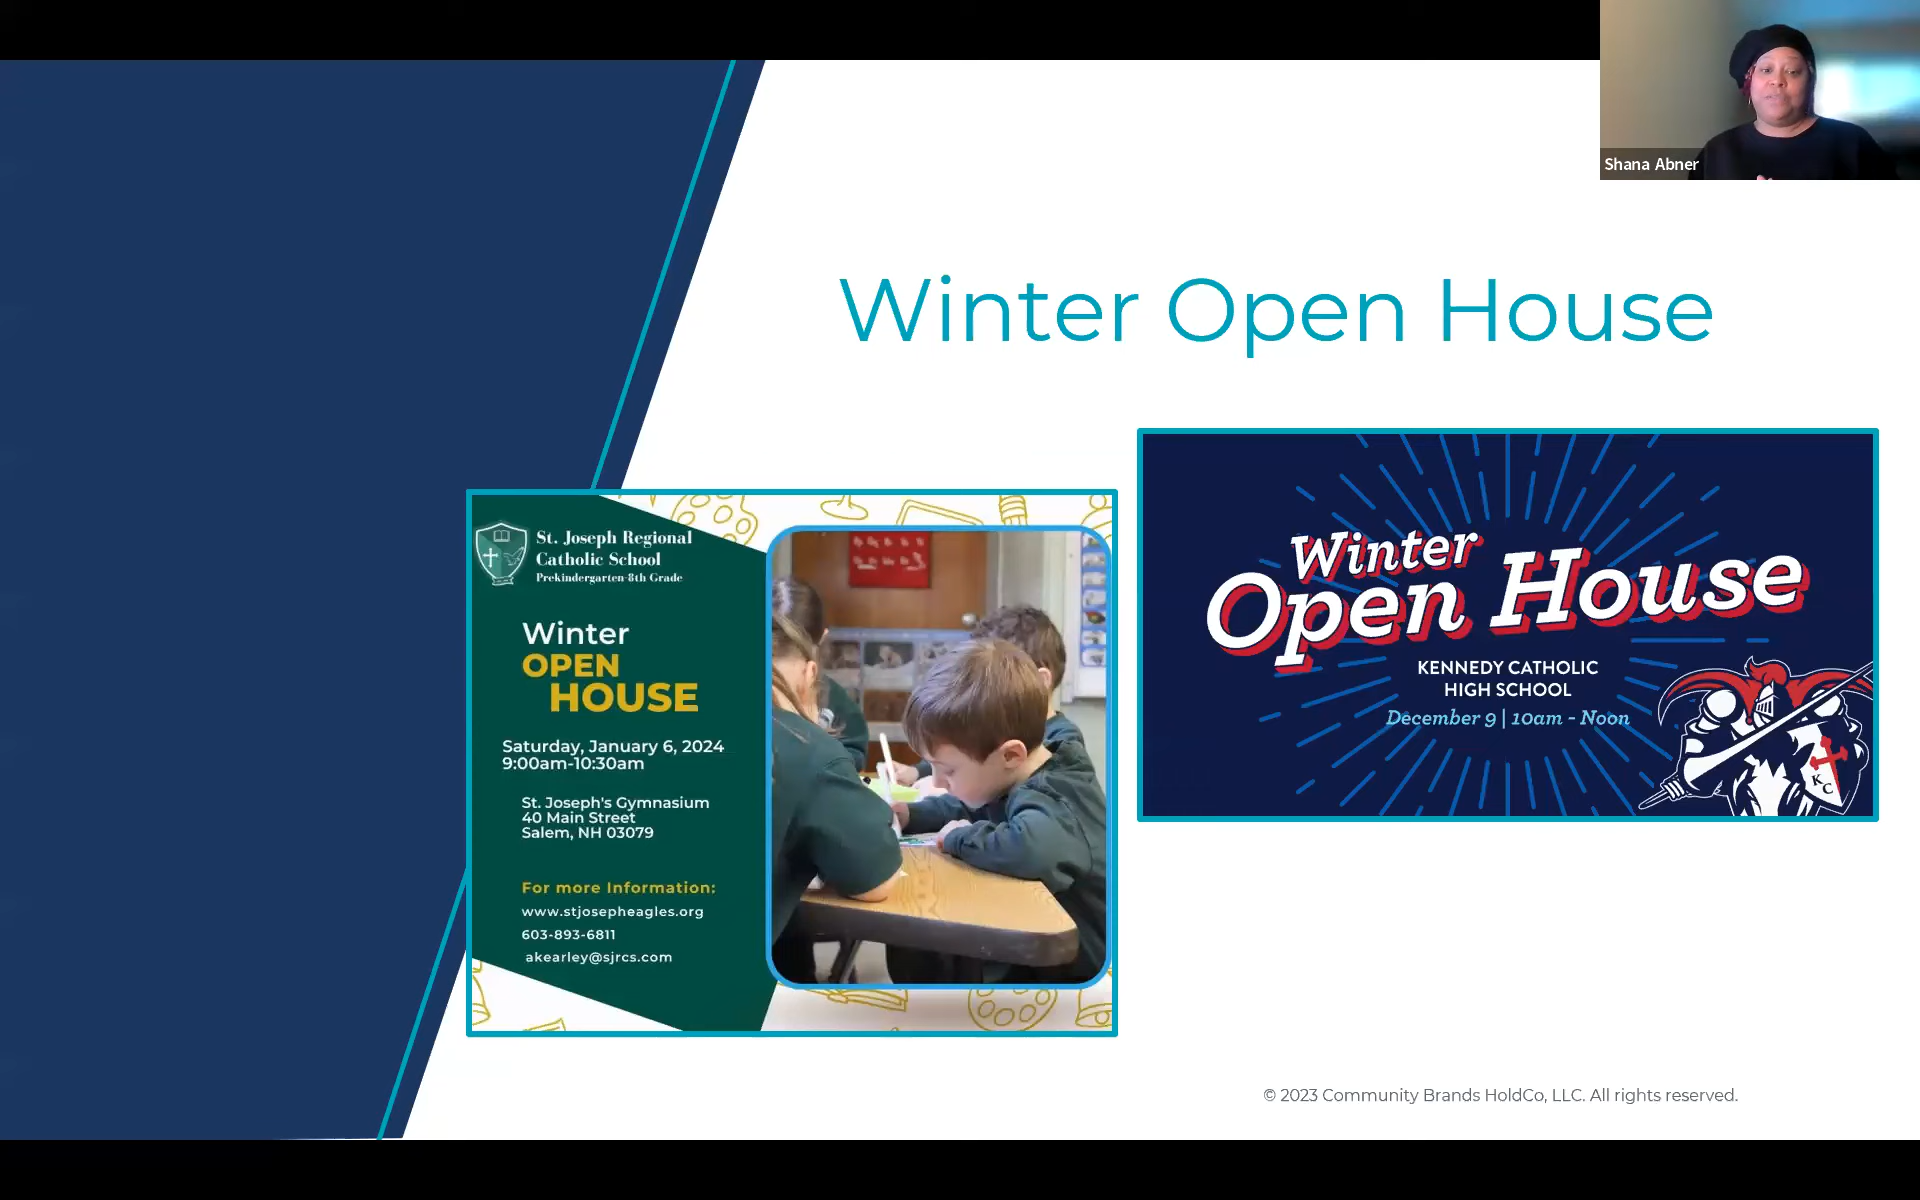 Shana Abner
Winter Open House
St. Joseph Regional
Catholic School
Prekindergarten-8th Grade
Winter
OPEN
HOUSE
Saturday, January 6, 2024
9:00am-10:30am
St. Joseph's Gymnasium
40 Main Street
Salem, NH 03079
For more Information:
www.stjosepheagles.org
603-893-6811
akearley@sjrcs.com
Winter
Open House
KENNEDY CATHOLIC
HIGH SCHOOL
December 9 | 10am - Noon
K
C
© 2023 Community Brands HoldCo, LLC. All rights reserved.